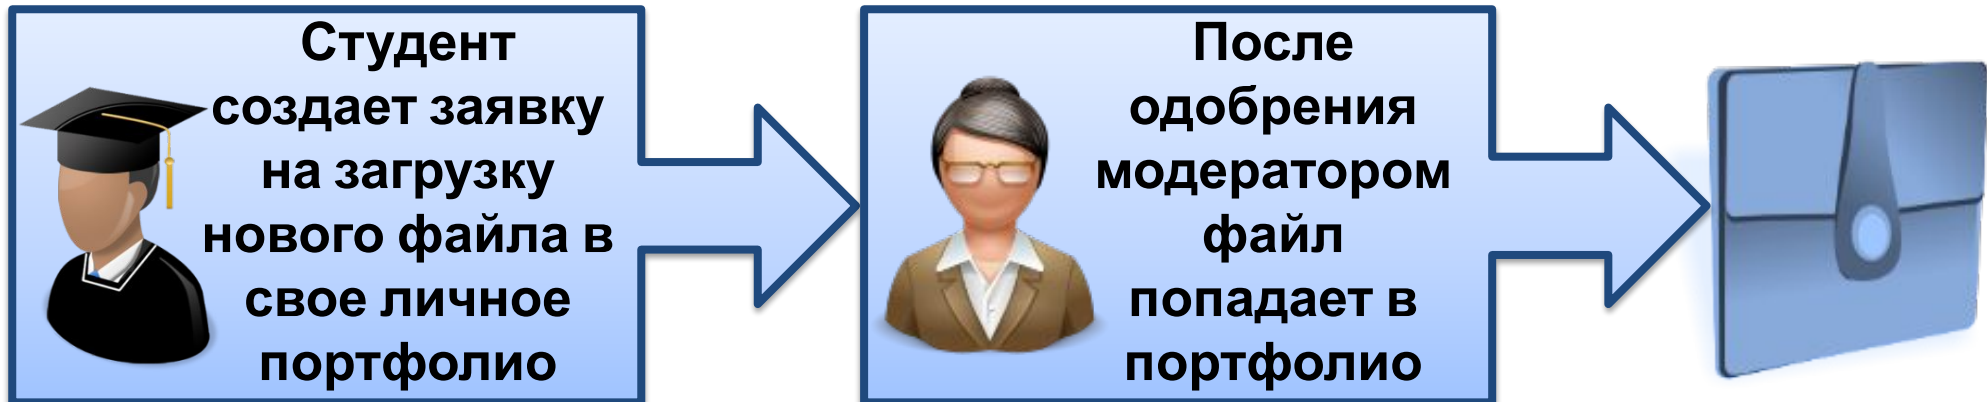 Студент
создает заявку
на загрузку
нового файла в
свое личное
портфолио
После
одобрения
модератором
файл
попадает в
портфолио